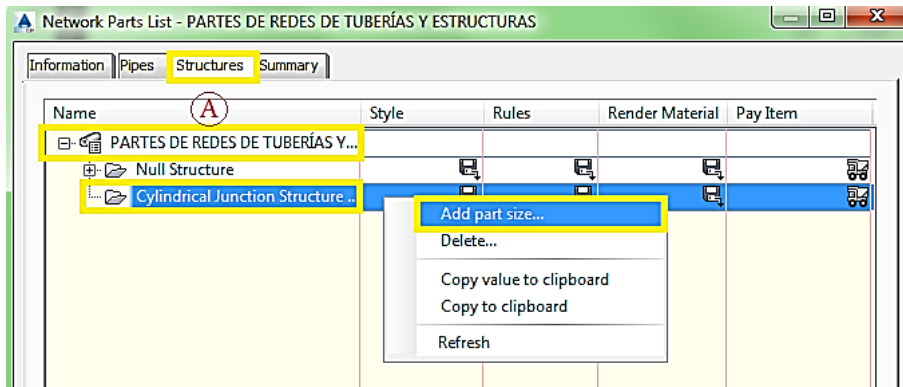 Network Parts List - PARTES DE REDES DE TUBERÍAS Y ESTRUCTURAS
Information Pipes Structures Summary
A
Name Style Rules Render Material Pay Item
PARTES DE REDES DE TUBERÍAS Y...
Null Structure
Cylindrical Junction Structure ..
Add part size...
Delete...
Copy value to clipboard
Copy to clipboard
Refresh